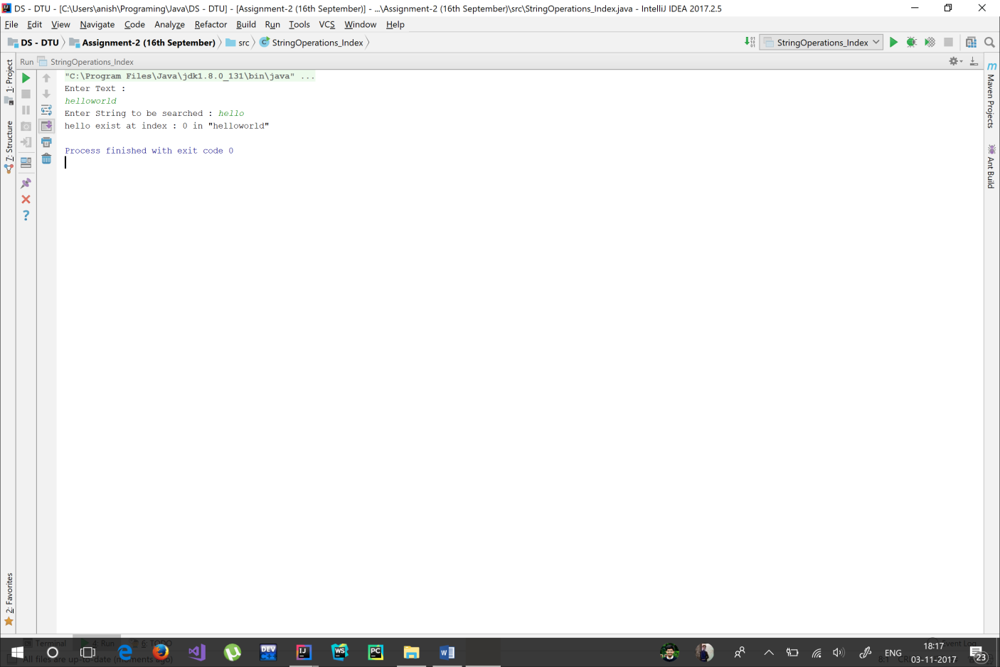 DS - DTU - [C:\Users\anish\Programing\Java\DS - DTU] - [Assignment-2 (16th September)] - ...\Assignment-2 (16th September)\src\StringOperations_Index.java - IntelliJ IDEA 2017.2.5
File Edit View Navigate Code Analyze Refactor Build Run Tools VCS Window Help
DS - DTU Assignment-2 (16th September) src StringOperations_Index StringOperations_Index
Run StringOperations_Index
1: Project
7: Structure
2: Favorites
"C:\Program Files\Java\jdk1.8.0_131\bin\java" ...
Enter Text :
helloworld
Enter String to be searched : hello
hello exist at index : 0 in "helloworld"
Process finished with exit code 0
Maven Projects
Ant Build
Terminal 4: Run 6: TODO Event Log
All files are up-to-date (moments ago) 8:1
DEV IJ WS PC ENG
18:17
03-11-2017
23